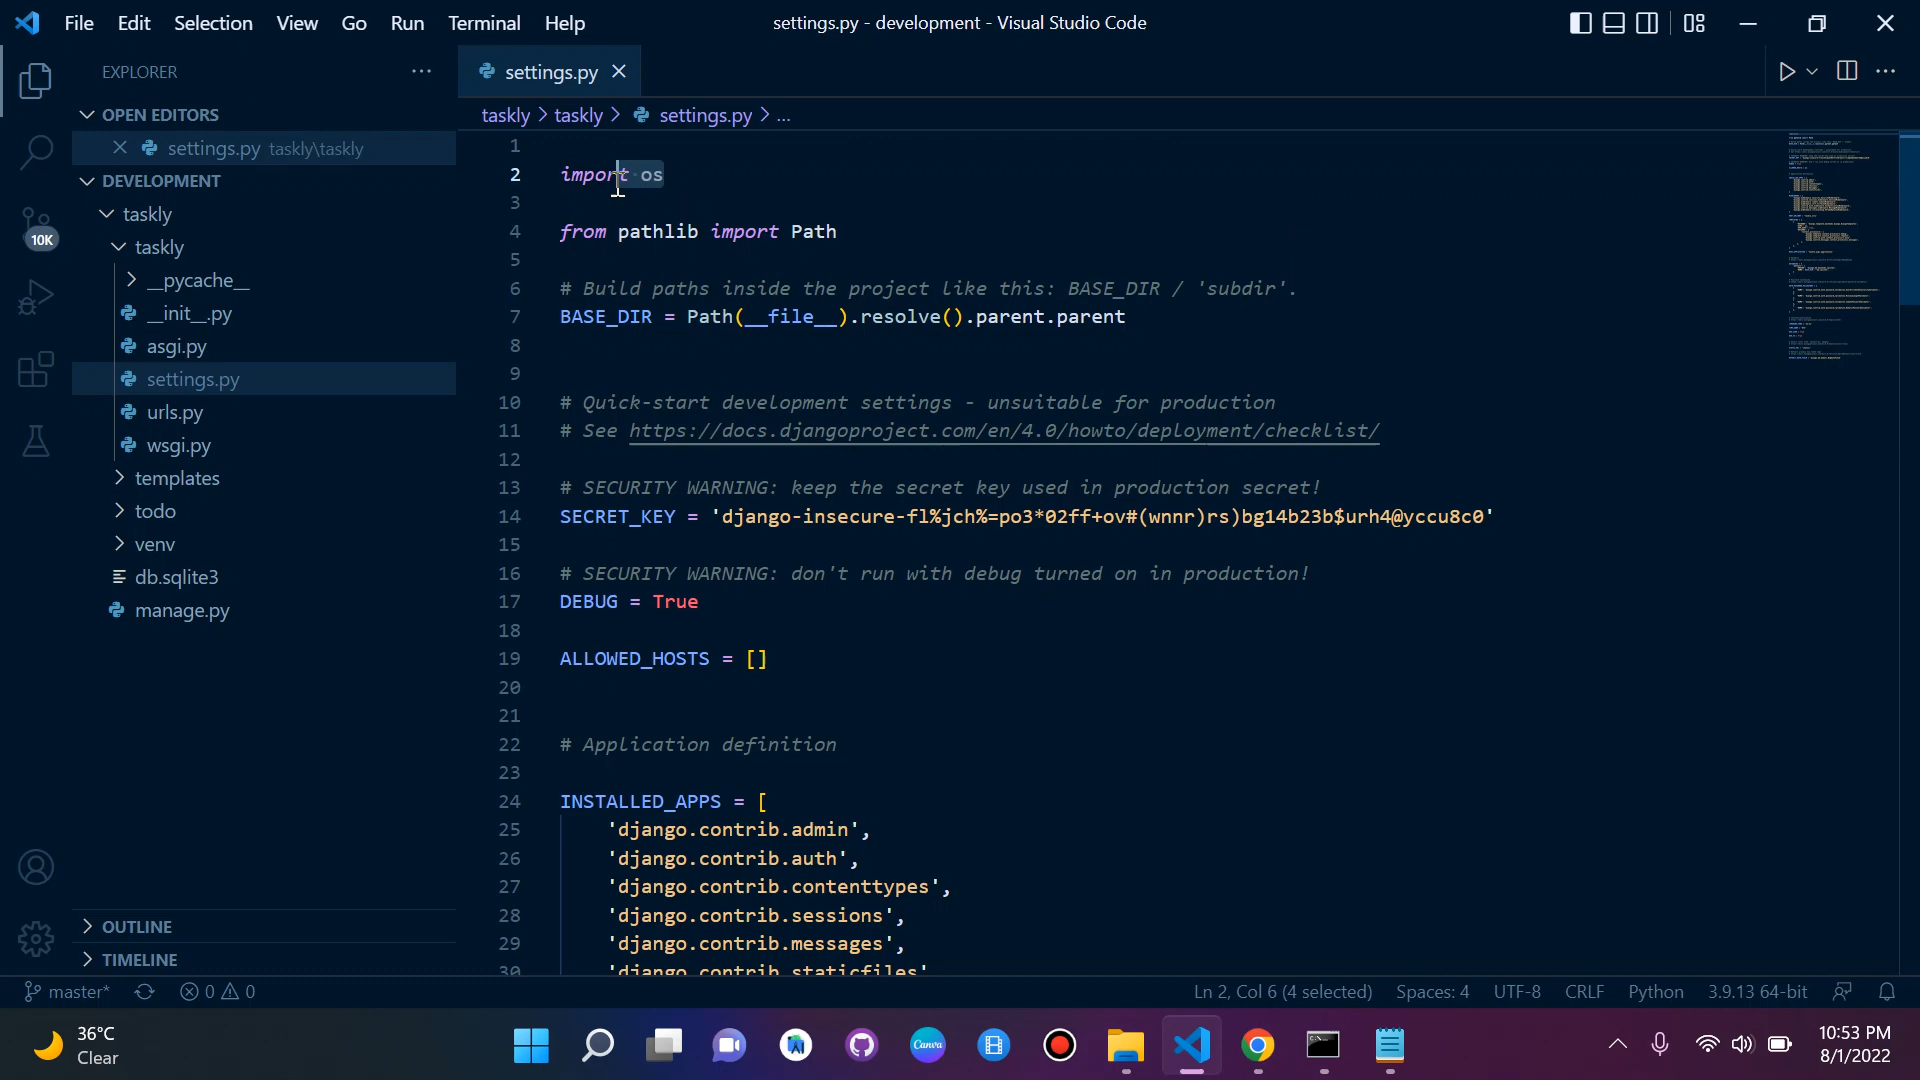 File Edit Selection View Go Run Terminal Help
settings.py - development - Visual Studio Code
EXPLORER
OPEN EDITORS
settings.py taskly\taskly
DEVELOPMENT
taskly
taskly
__pycache__
__init__.py
asgi.py
settings.py
urls.py
wsgi.py
templates
todo
venv
db.sqlite3
manage.py
OUTLINE
TIMELINE
10K
settings.py
taskly > taskly > settings.py > ...
1
2 import os
3
4 from pathlib import Path
5
6 # Build paths inside the project like this: BASE_DIR / 'subdir'.
7 BASE_DIR = Path(__file__).resolve().parent.parent
8
9
10 # Quick-start development settings - unsuitable for production
11 # See https://docs.djangoproject.com/en/4.0/howto/deployment/checklist/
12
13 # SECURITY WARNING: keep the secret key used in production secret!
14 SECRET_KEY = 'django-insecure-fl%jch%=po3*02ff+ov#(wnnr)rs)bg14b23b$urh4@yccu8c0'
15
16 # SECURITY WARNING: don't run with debug turned on in production!
17 DEBUG = True
18
19 ALLOWED_HOSTS = []
20
21
22 # Application definition
23
24 INSTALLED_APPS = [
25 'django.contrib.admin',
26 'django.contrib.auth',
27 'django.contrib.contenttypes',
28 'django.contrib.sessions',
29 'django.contrib.messages',
30 'django.contrib.staticfiles'
master* 0 0
Ln 2, Col 6 (4 selected) Spaces: 4 UTF-8 CRLF Python 3.9.13 64-bit
36°C
Clear
Canva
10:53 PM
8/1/2022